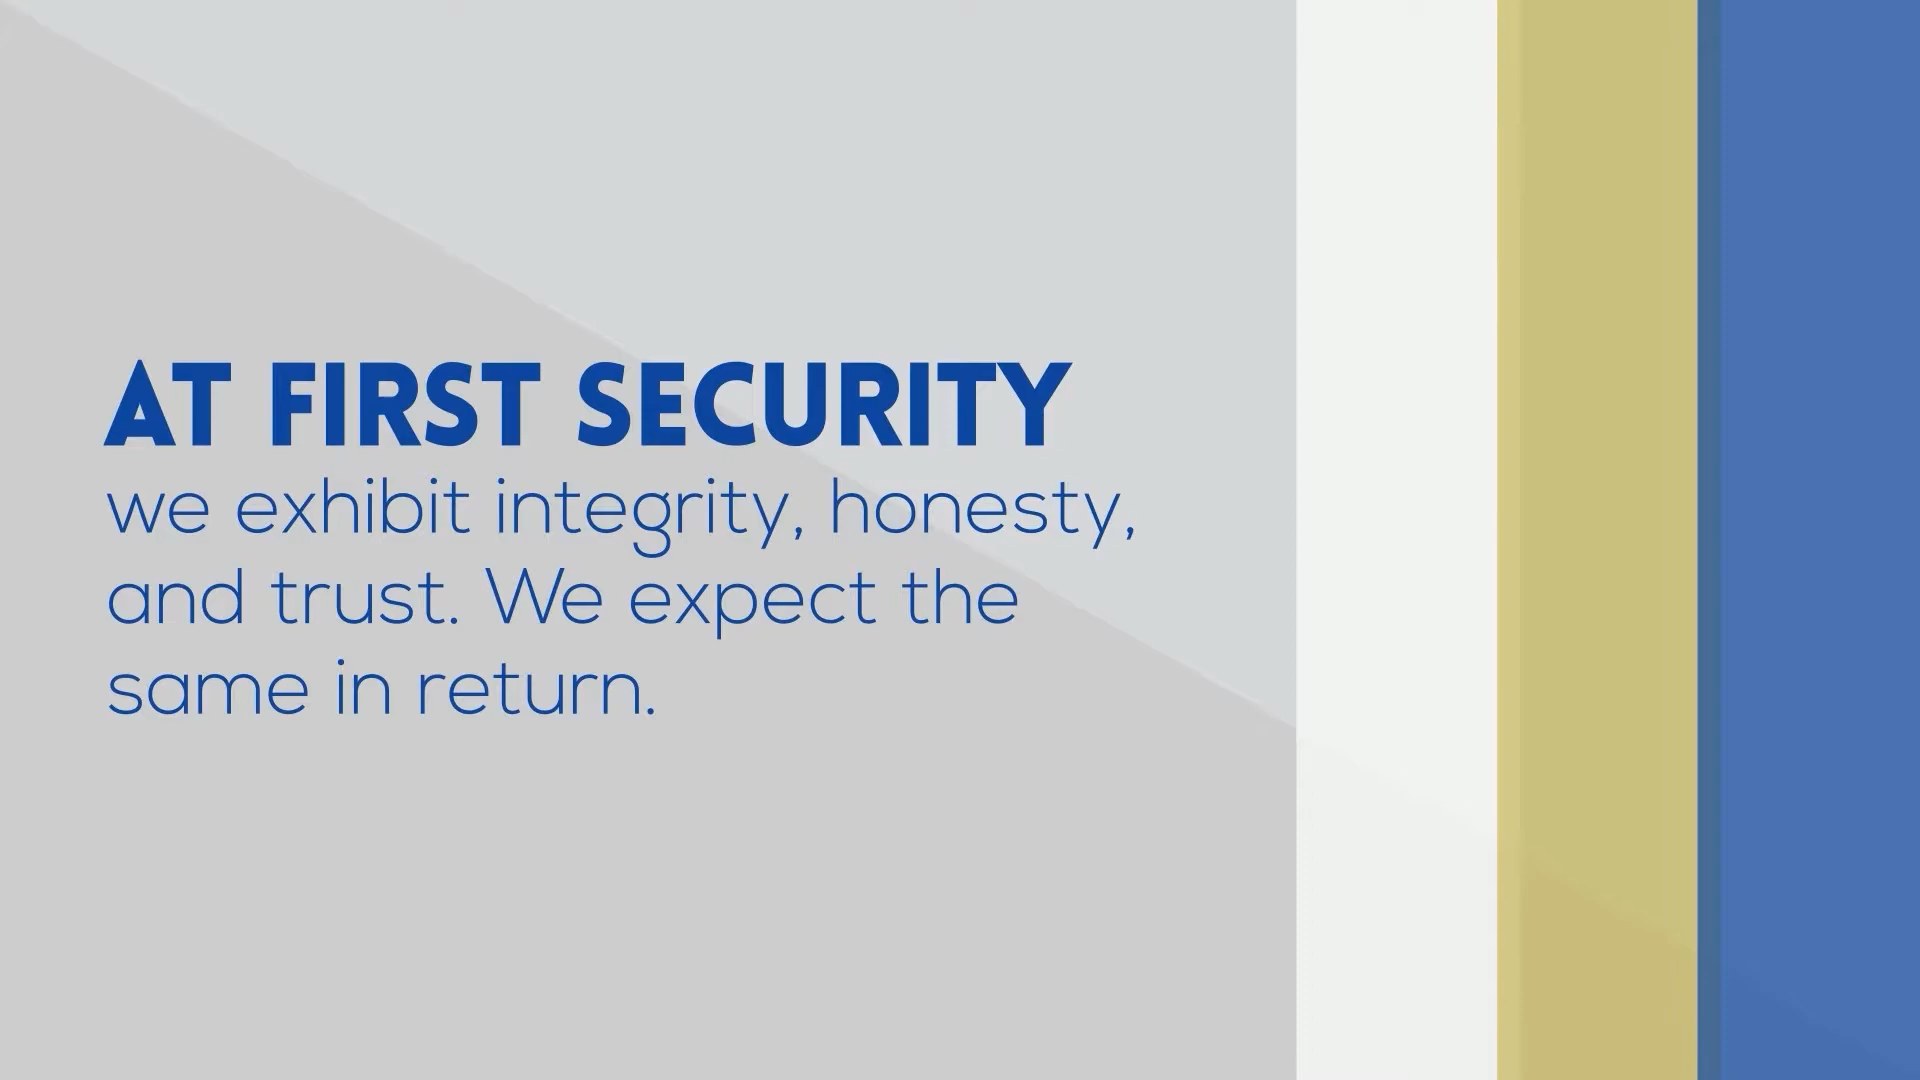 AT FIRST SECURITY
we exhibit integrity, honesty,
and trust. We expect the
same in return.